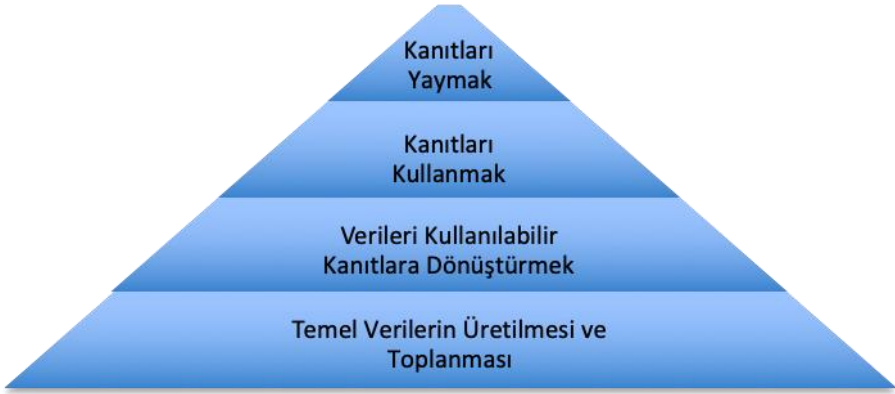 Kanıtları
Yaymak
Kanıtları
Kullanmak
Verileri Kullanılabilir
Kanıtlara Dönüştürmek
Temel Verilerin Üretilmesi ve
Toplanması